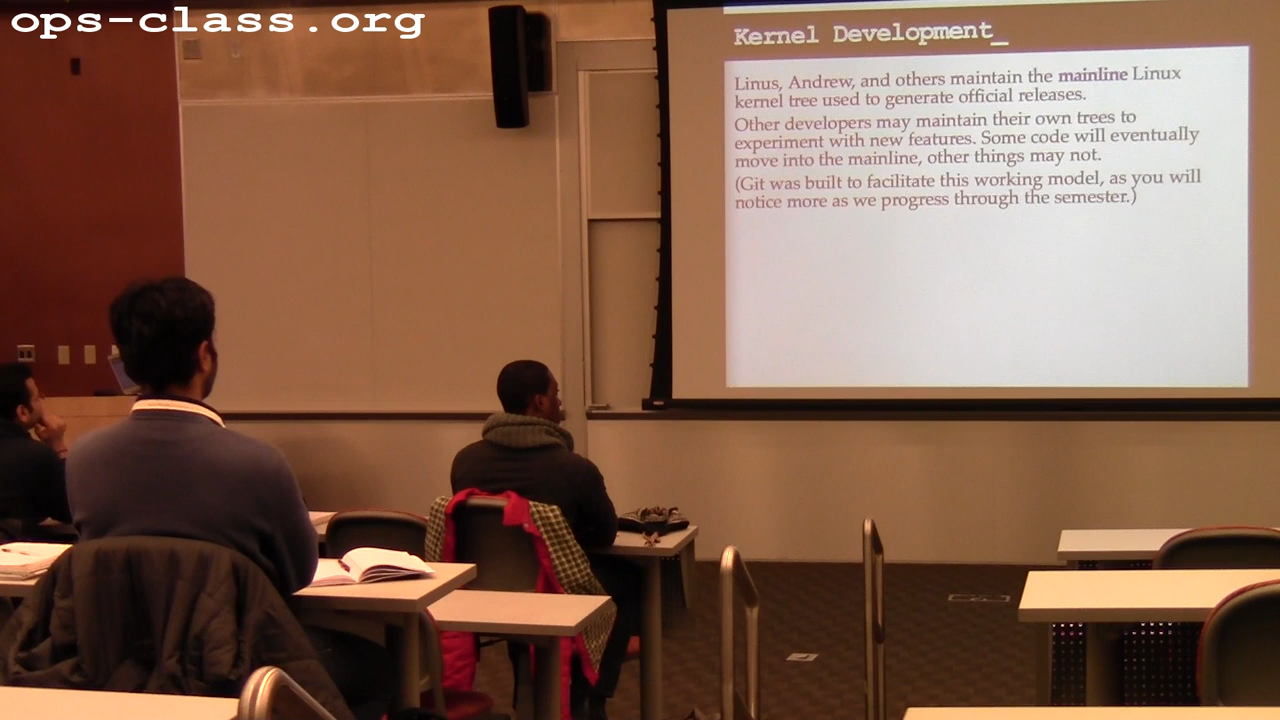 ops-class.org
Kernel Development_
Linus, Andrew, and others maintain the mainline Linux
kernel tree used to generate official releases.
Other developers may maintain their own trees to
experiment with new features. Some code will eventually
move into the mainline, other things may not.
(Git was built to facilitate this working model, as you will
notice more as we progress through the semester.)